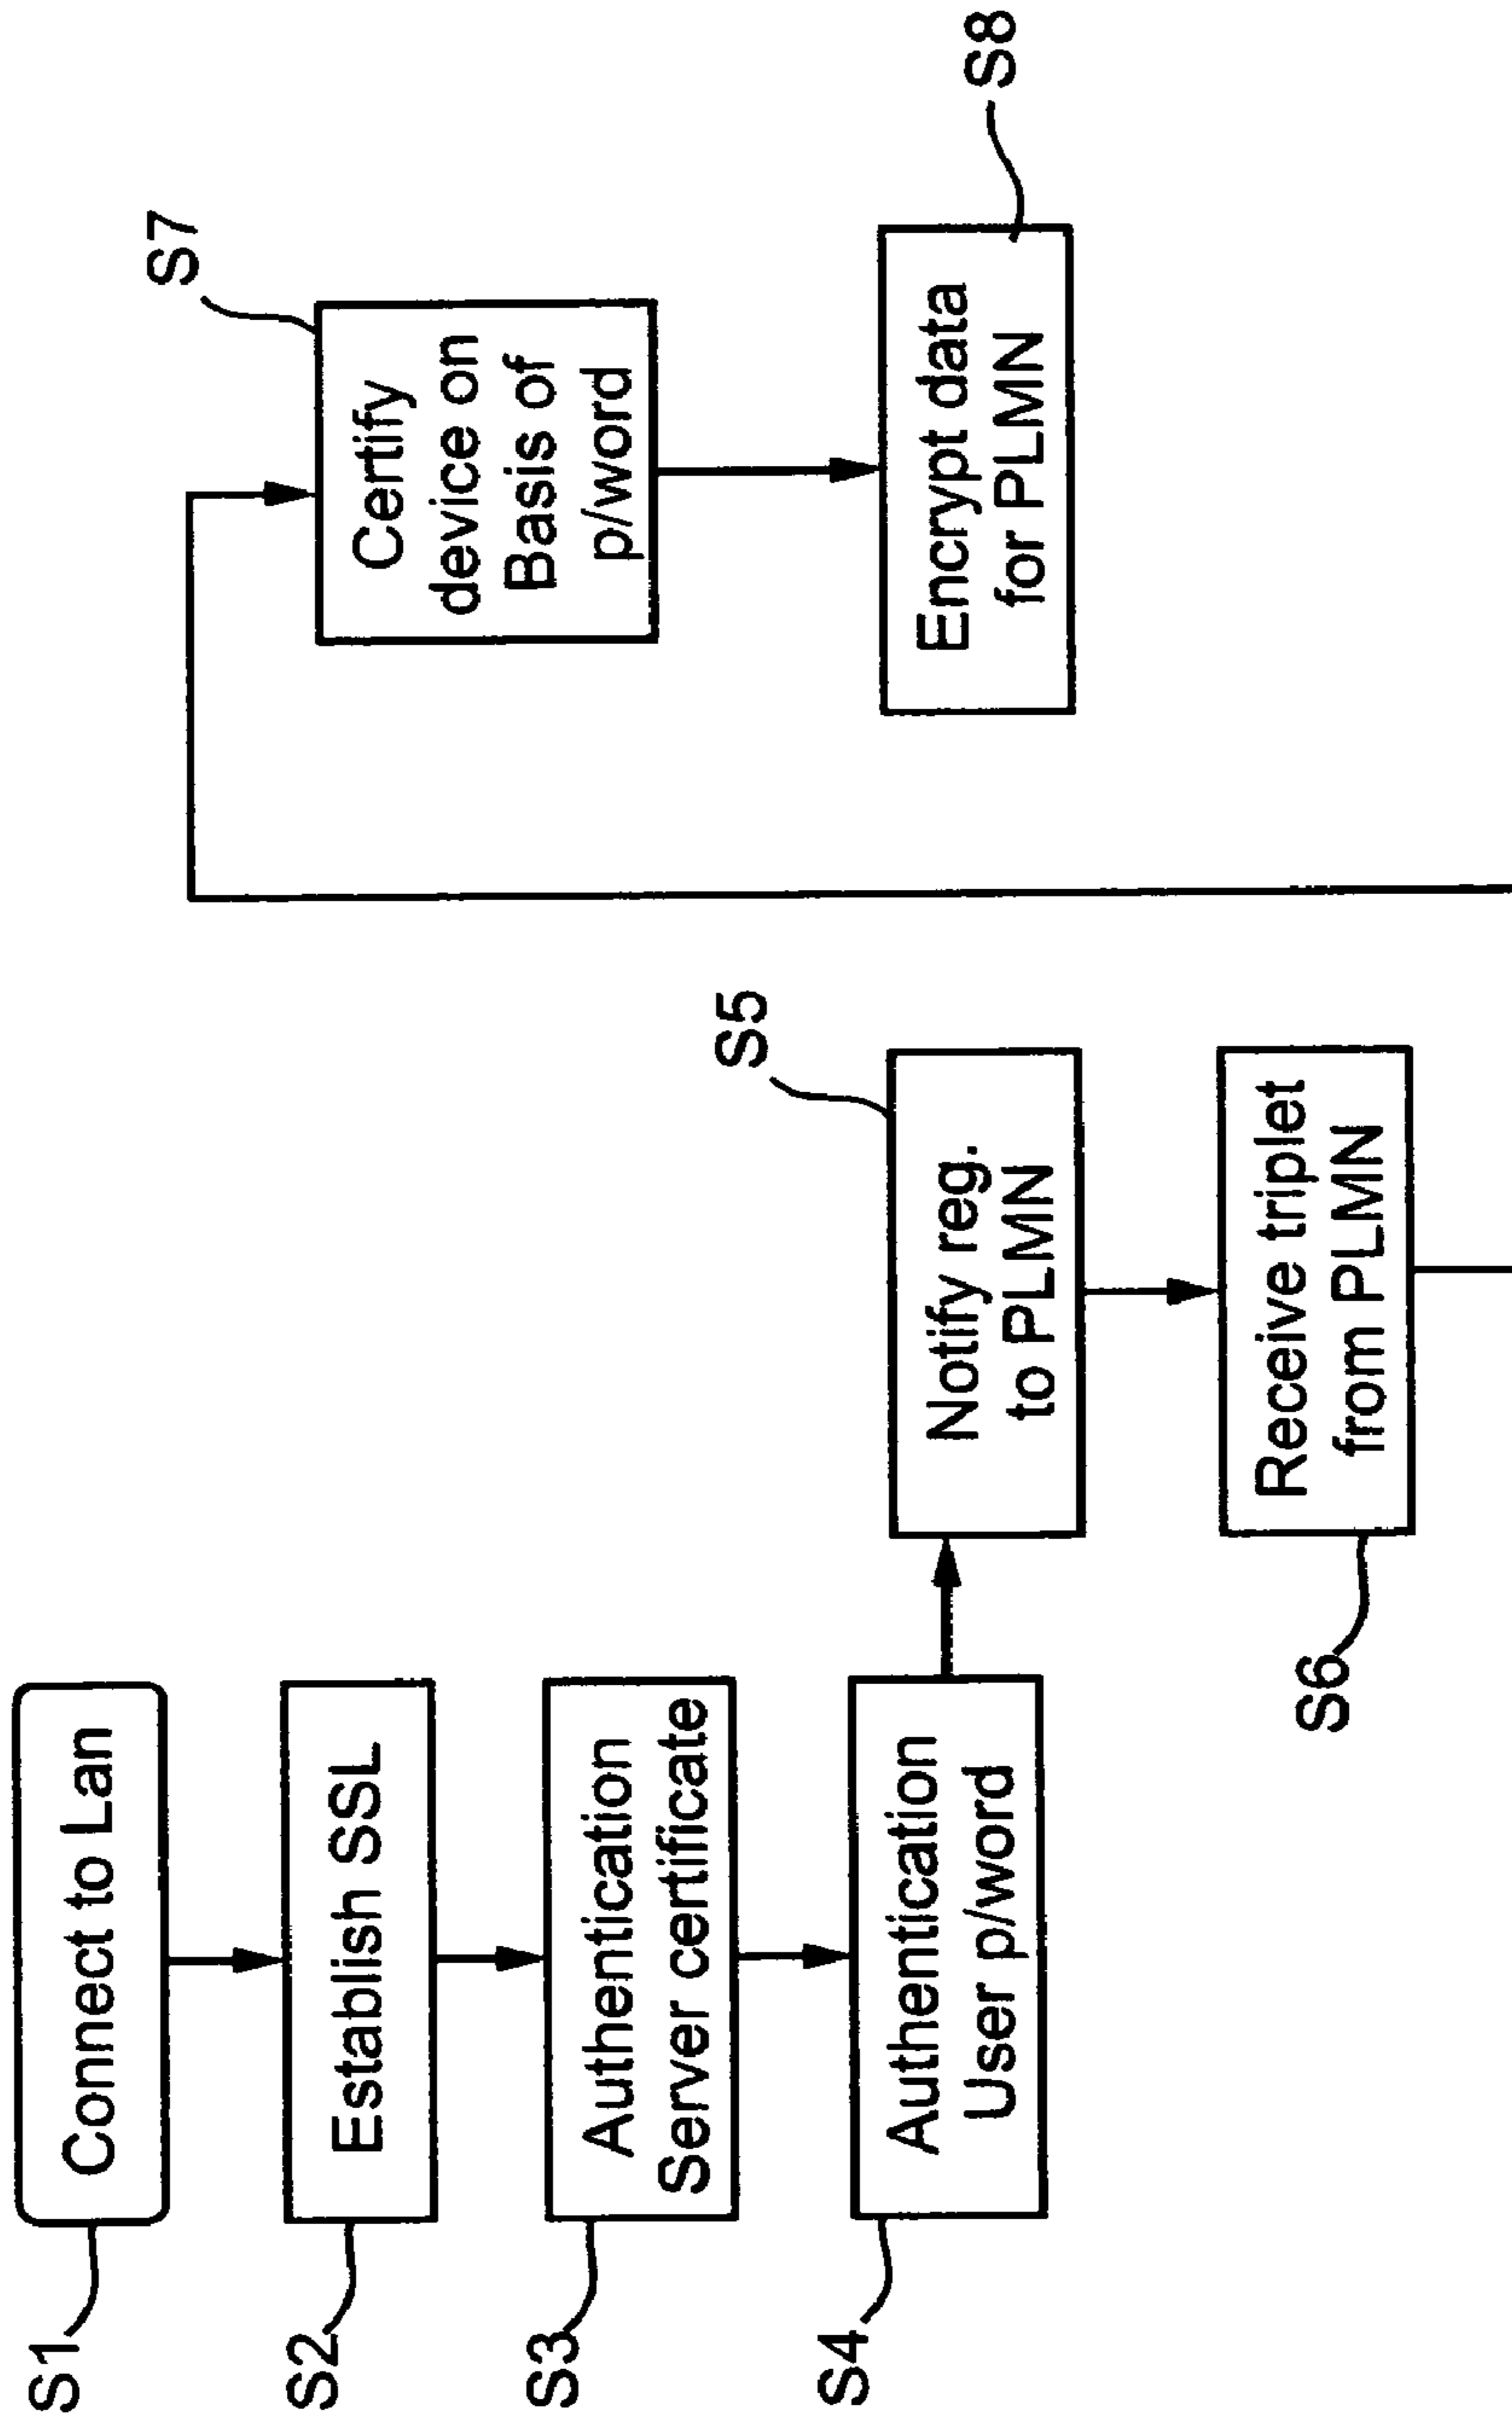 S1
Connect to Lan
S2
Establish SSL
S3
Authentication
Server certificate
S4
Authentication
User p/word
S5
Notify reg.
to PLMN
S6
Receive triplet
from PLMN
S7
Certify
device on
Basis of
p/word
S8
Encrypt data
for PLMN